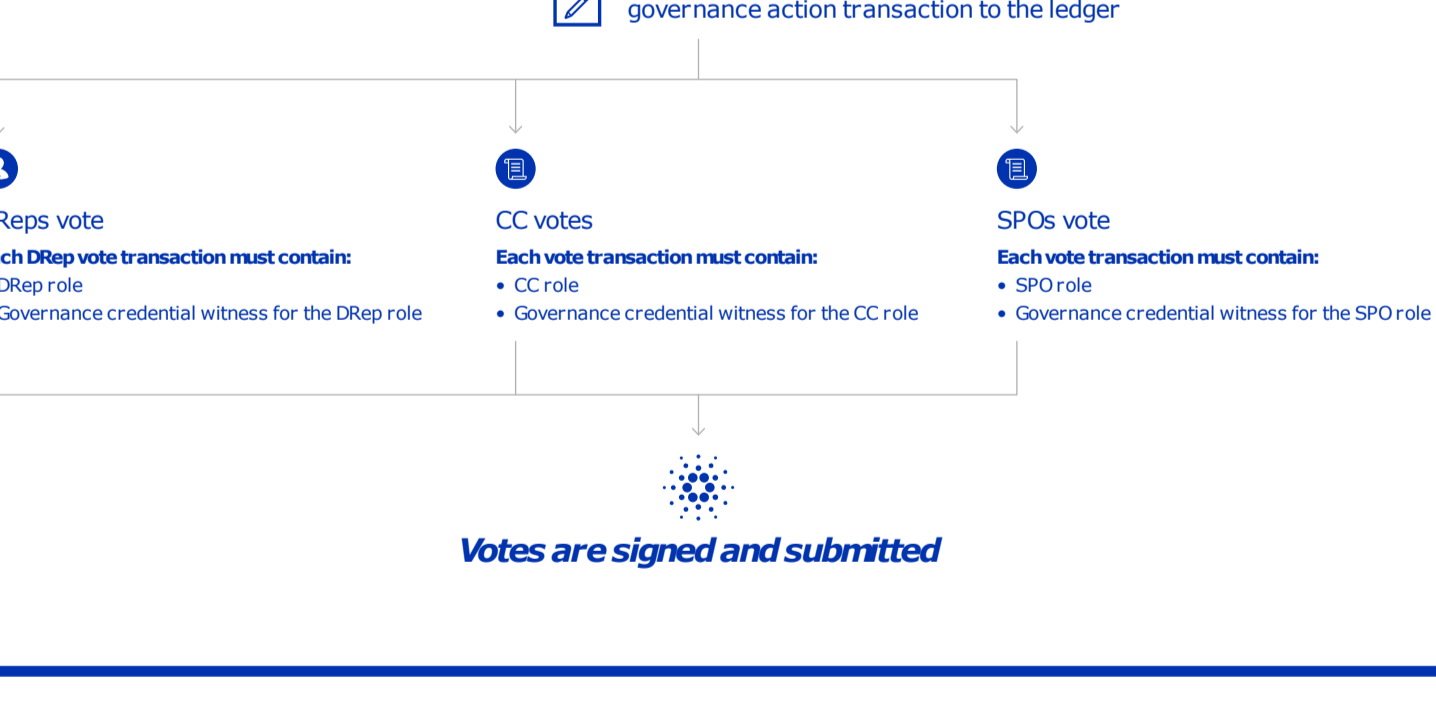 governance action transaction to the ledger
Reps vote
ch DRep vote transaction must contain:
DRep role
Governance credential witness for the DRep role
CC votes
Each vote transaction must contain:
• CC role
• Governance credential witness for the CC role
SPOs vote
Each vote transaction must contain:
• SPO role
• Governance credential witness for the SPO role
Votes are signed and submitted